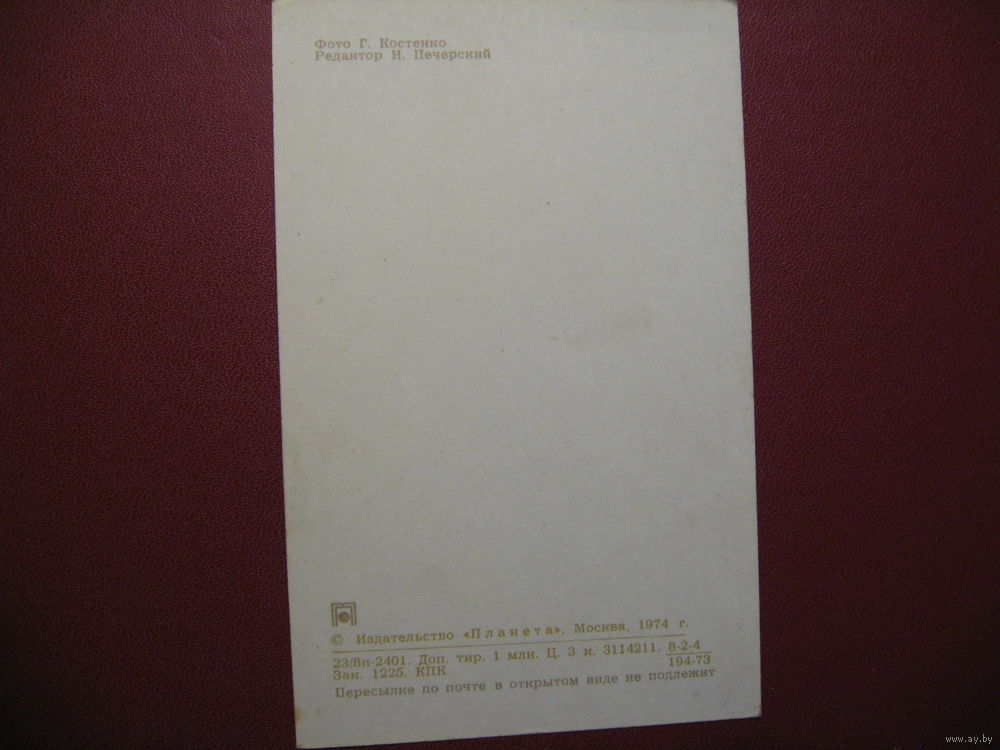 Фото Г. Костенко
Редактор И. Печерский
© Издательство «Планета». Москва. 1974 г.
23/8п-2401. Доп. тир. 1 млн. Ц. 3 к. 3114211. 8-2-4
194-73
Зак. 1225. КПК
Пересылке по почте в открытом виде не подлежит
www.ay.by